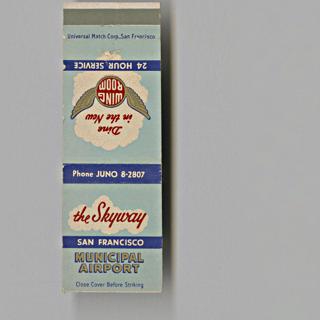 Universal Match Corp., San Francisco
24 HOUR SERVICE
WING
ROOM
in the New
Dine
Phone JUNO 8-2807
the Skyway
SAN FRANCISCO
MUNICIPAL
AIRPORT
Close Cover Before Striking